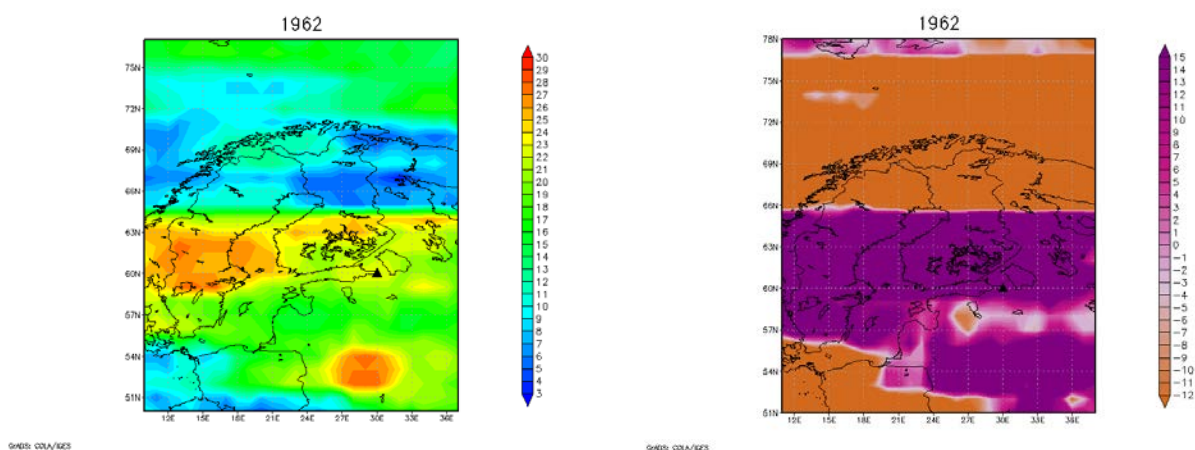 1962
75N
72N
69N
66N
63N
60N
57N
54N
51N
12E 15E 18E 21E 24E 27E 30E 33E 36E
30
29
28
27
26
25
24
23
22
21
20
19
18
17
16
15
14
13
12
11
10
9
8
7
6
5
4
3
GrADS: COLA/IGES
1962
78N
75N
72N
69N
66N
63N
60N
57N
54N
51N
12E 15E 18E 21E 24E 27E 30E 33E 36E
15
14
13
12
11
10
9
8
7
6
5
4
3
2
1
0
-1
-2
-3
-4
-5
-6
-7
-8
-9
-10
-11
-12
GrADS: COLA/IGES